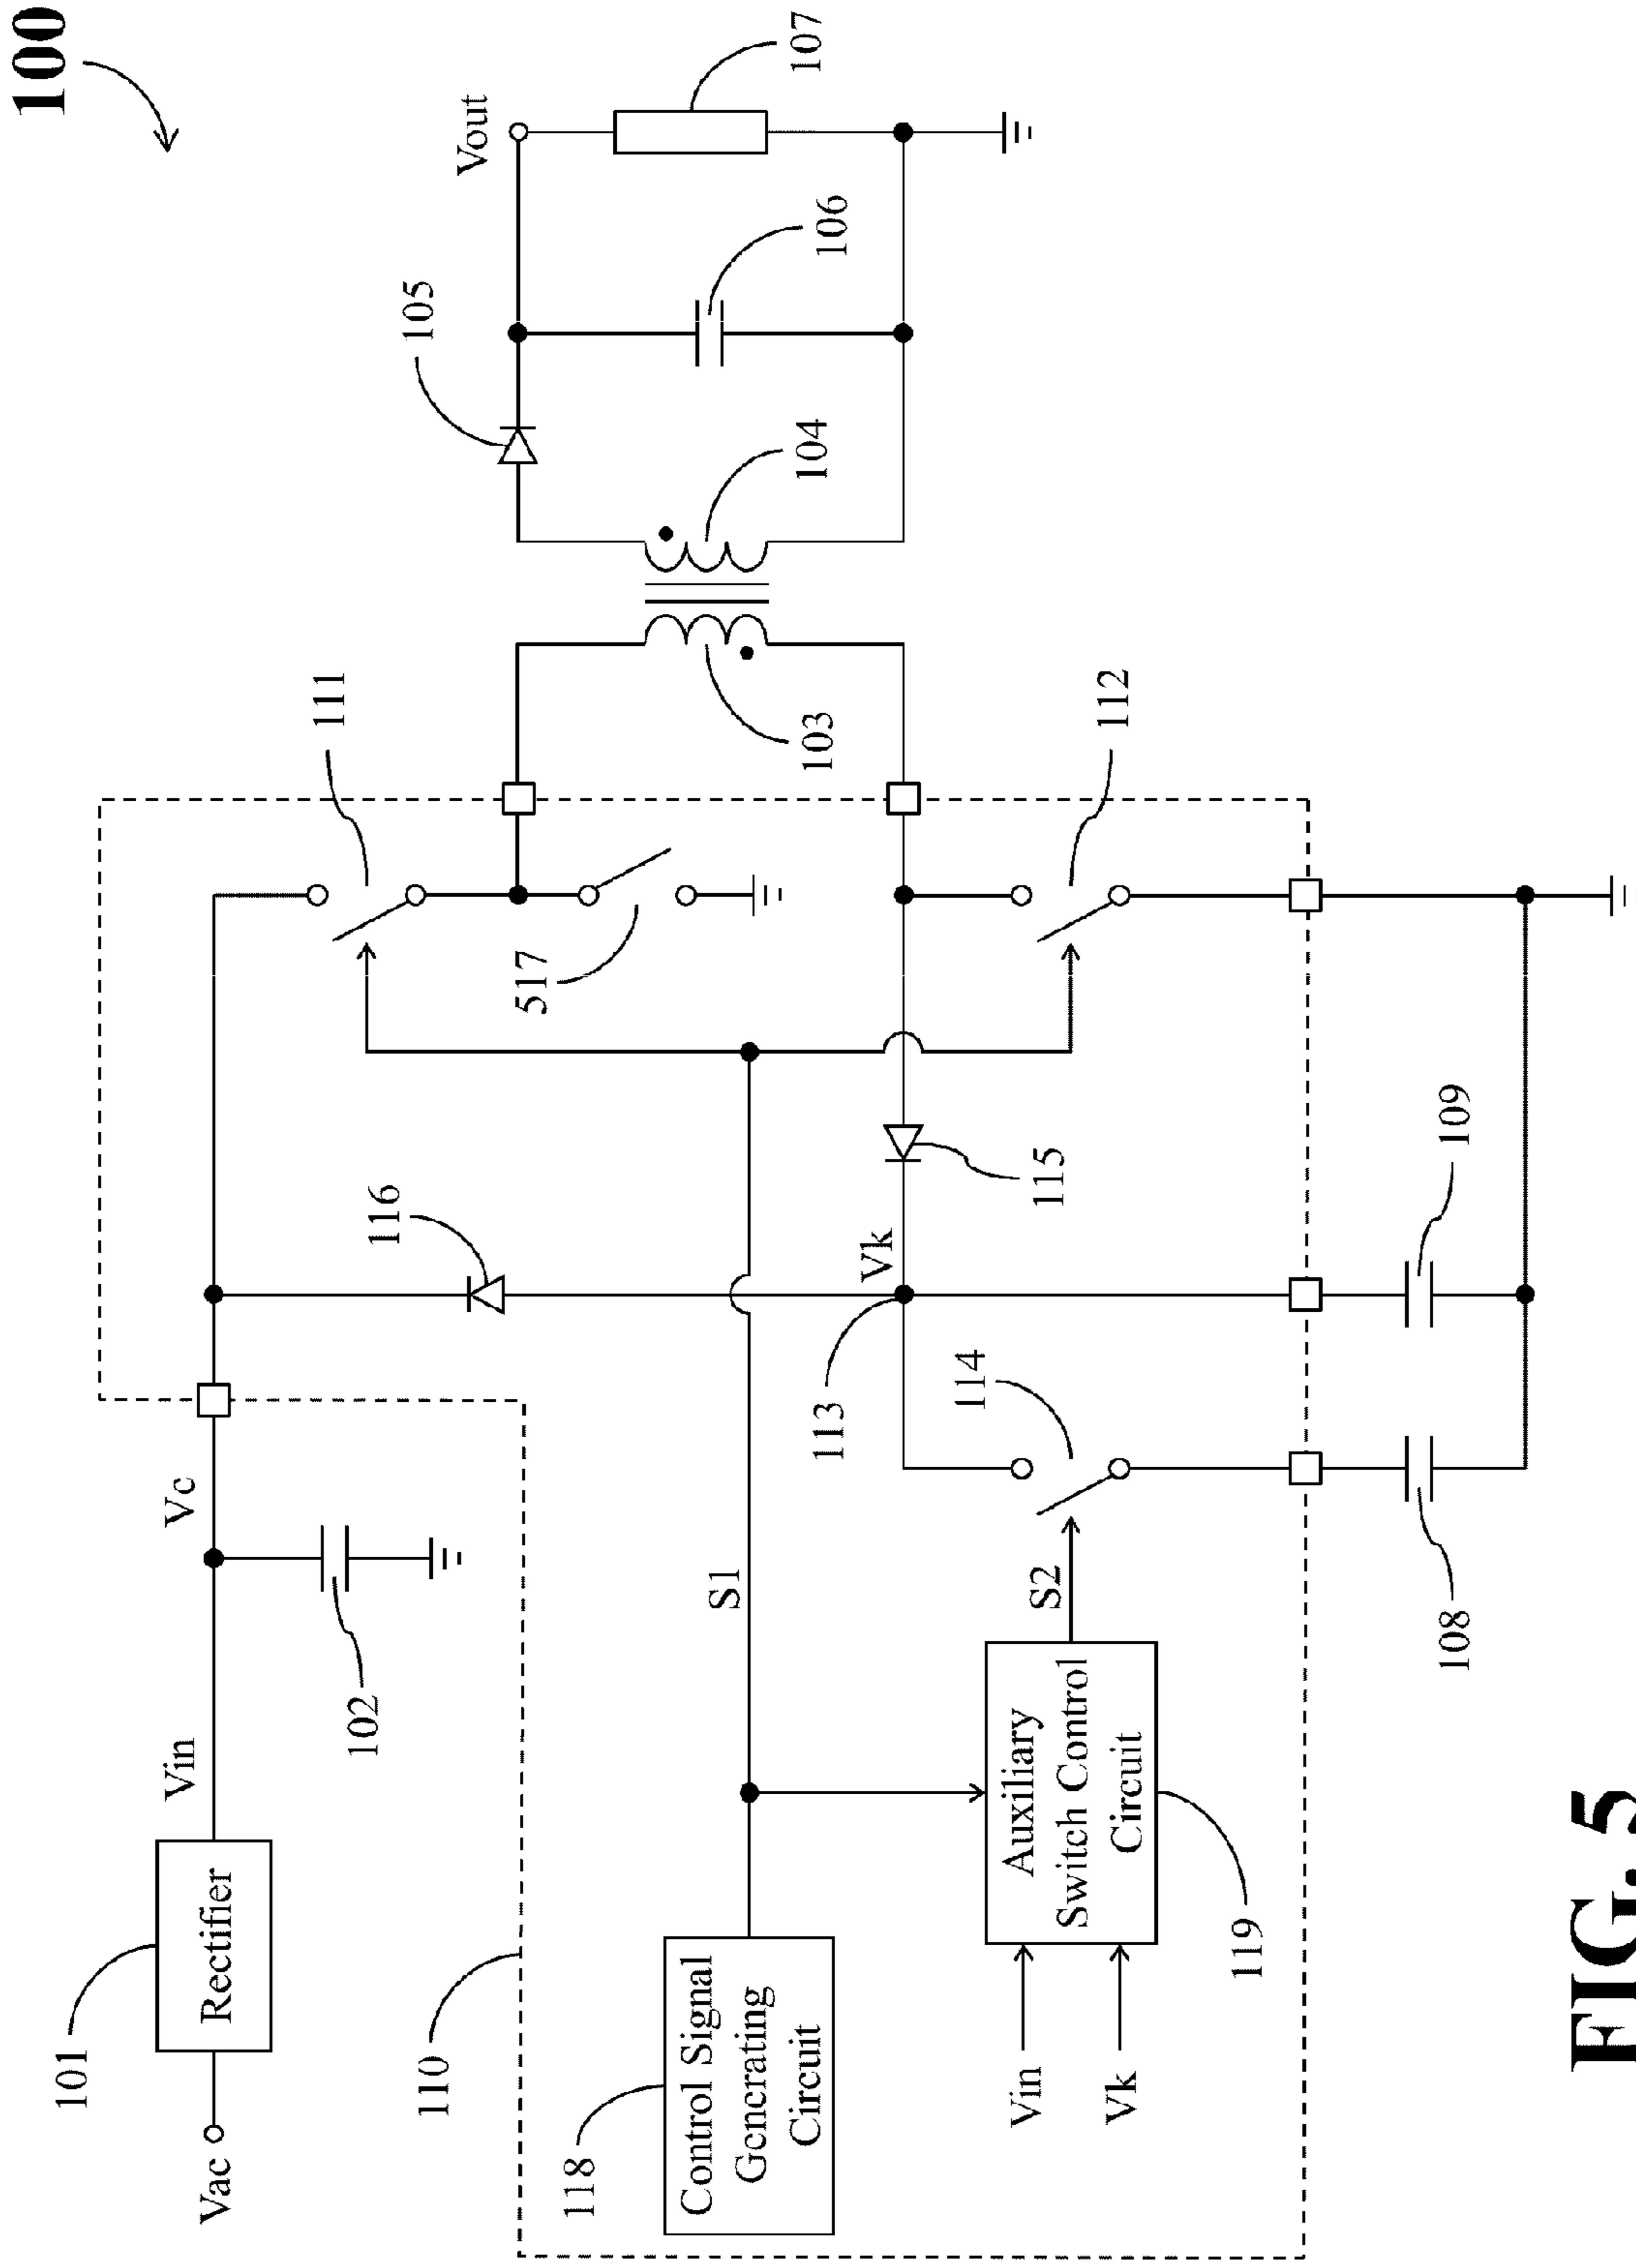 100
Vac
101
Rectifier
Vin
102
Vc
116
111
517
105
Vout
107
106
104
103
110
118
Control Signal
Generating
Circuit
S1
113
Vk
115
112
114
S2
Auxiliary
Switch Control
Circuit
Vin
Vk
119
108
109
FIG. 5